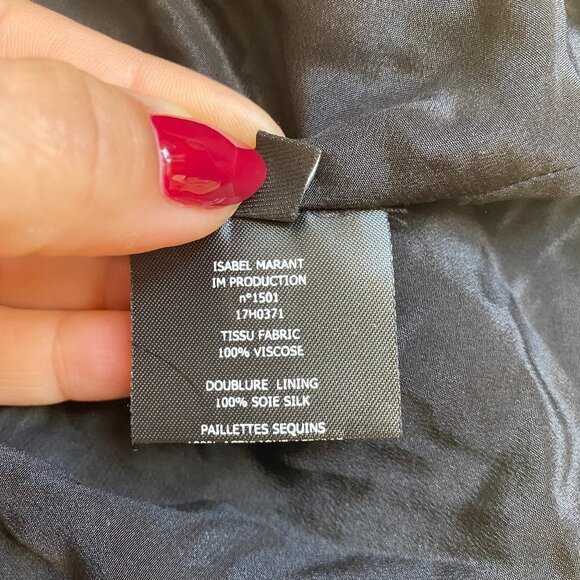 ISABEL MARANT
IM PRODUCTION
n°1501
17H0371
TISSU FABRIC
100% VISCOSE
DOUBLURE LINING
100% SOIE SILK
PAILLETTES SEQUINS